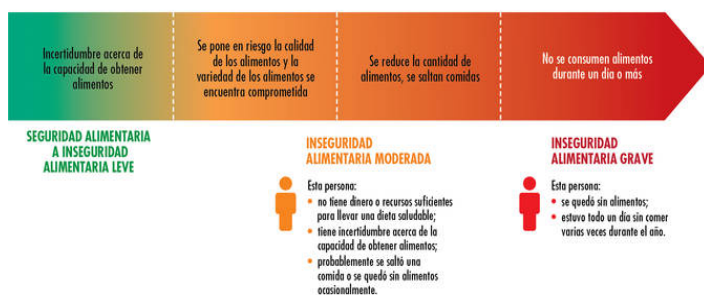 Incertidumbre acerca de
la capacidad de obtener
alimentos
Se pone en riesgo la calidad
de los alimentos y la
variedad de los alimentos se
encuentra comprometida
Se reduce la cantidad de
alimentos, se saltan comidas
No se consumen alimentos
durante un día o más
SEGURIDAD ALIMENTARIA
A INSEGURIDAD
ALIMENTARIA LEVE
INSEGURIDAD
ALIMENTARIA MODERADA
Esta persona:
• no tiene dinero o recursos suficientes
para llevar una dieta saludable;
• tiene incertidumbre acerca de la
capacidad de obtener alimentos;
• probablemente se saltó una
comida o se quedó sin alimentos
ocasionalmente.
INSEGURIDAD
ALIMENTARIA GRAVE
Esta persona:
• se quedó sin alimentos;
• estuvo todo un día sin comer
varias veces durante el año.